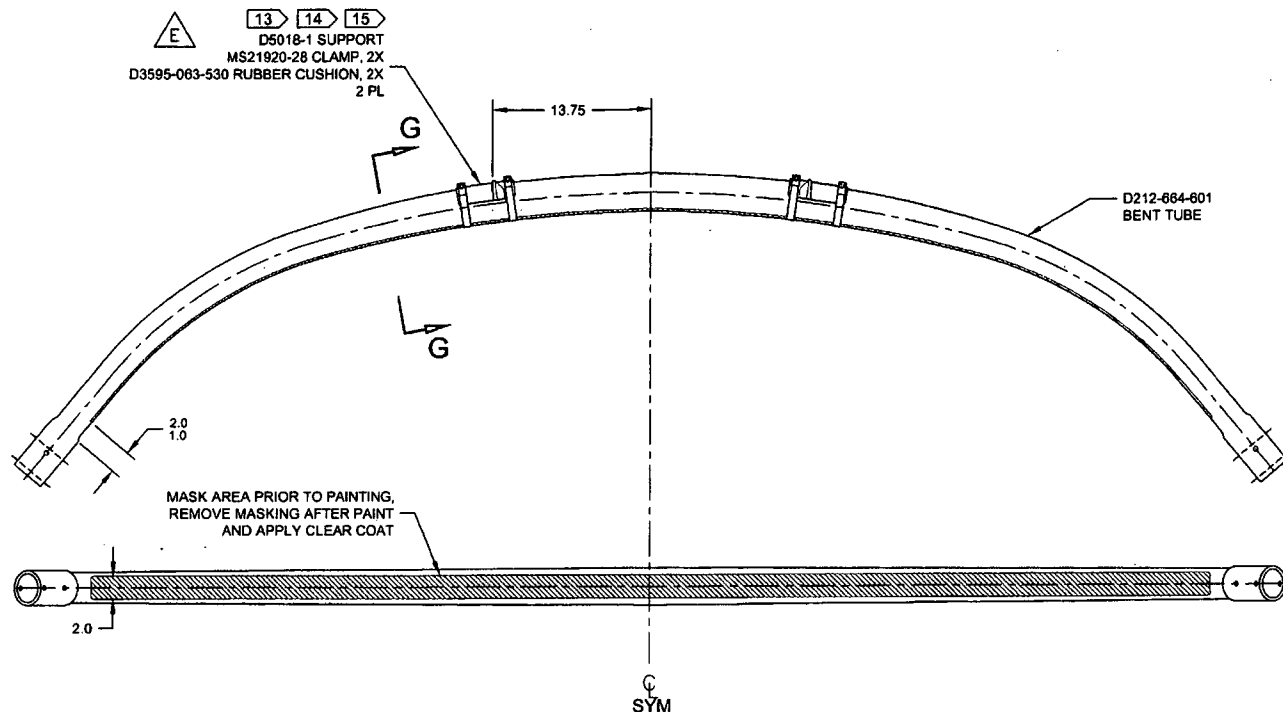 E
13 14 15
D5018-1 SUPPORT
MS21920-28 CLAMP, 2X
D3595-063-530 RUBBER CUSHION, 2X
2 PL
13.75
G
D212-664-601
BENT TUBE
G
2.0
1.0
MASK AREA PRIOR TO PAINTING,
REMOVE MASKING AFTER PAINT
AND APPLY CLEAR COAT
2.0
CL
SYM